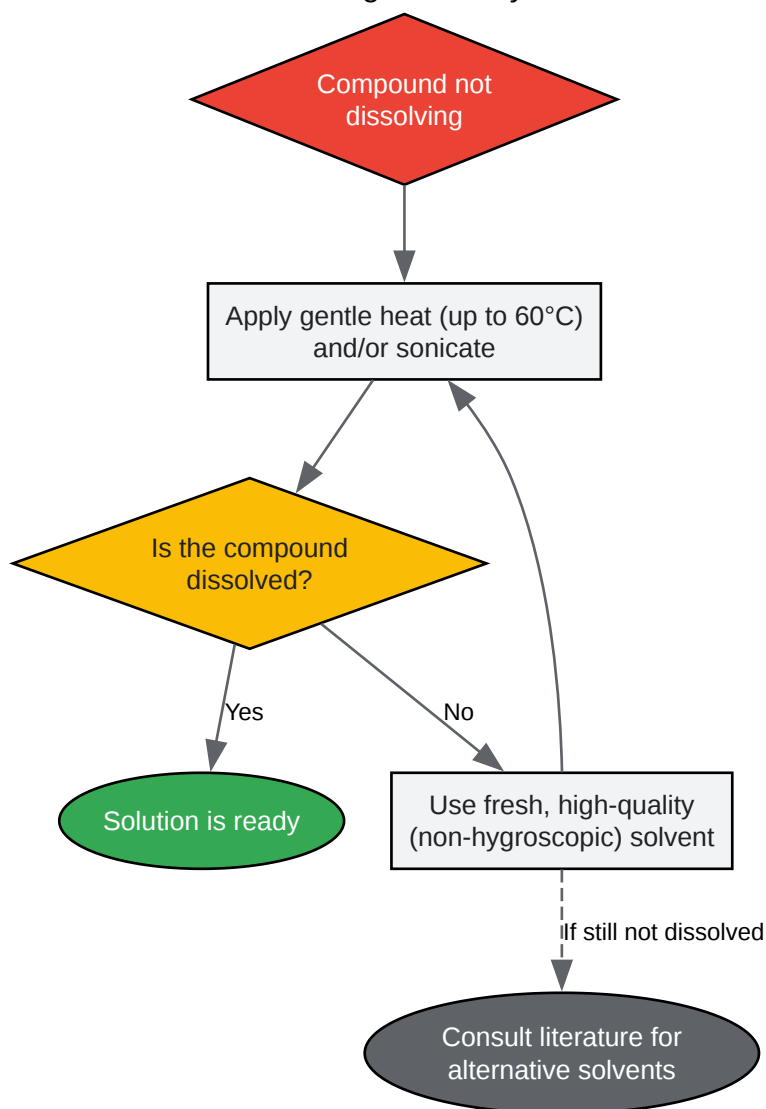 Compound not
dissolving
Apply gentle heat (up to 60°C)
and/or sonicate
Is the compound
dissolved?
Yes
No
Solution is ready
Use fresh, high-quality
(non-hygroscopic) solvent
If still not dissolved
Consult literature for
alternative solvents